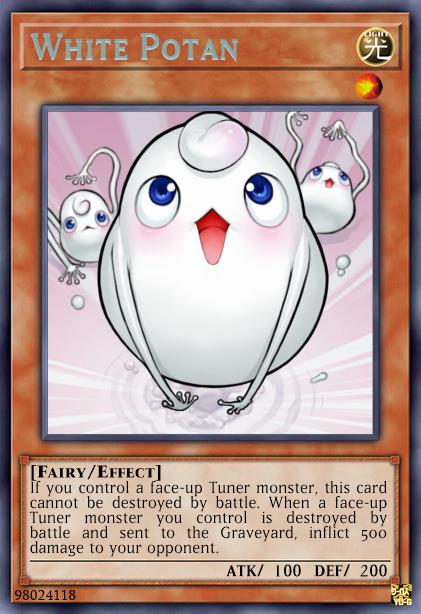 White Potan
LIGHT
光
[Fairy/Effect]
If you control a face-up Tuner monster, this card
cannot be destroyed by battle. When a face-up
Tuner monster you control is destroyed by
battle and sent to the Graveyard, inflict 500
damage to your opponent.
ATK/ 100 DEF/ 200
98024118